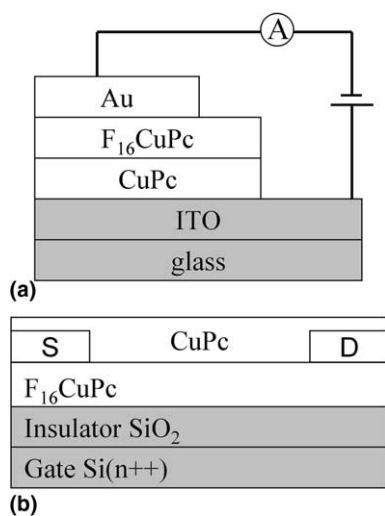 A
Au
F₁₆CuPc
CuPc
ITO
glass
(a)
S CuPc D
F₁₆CuPc
Insulator SiO₂
Gate Si(n++)
(b)